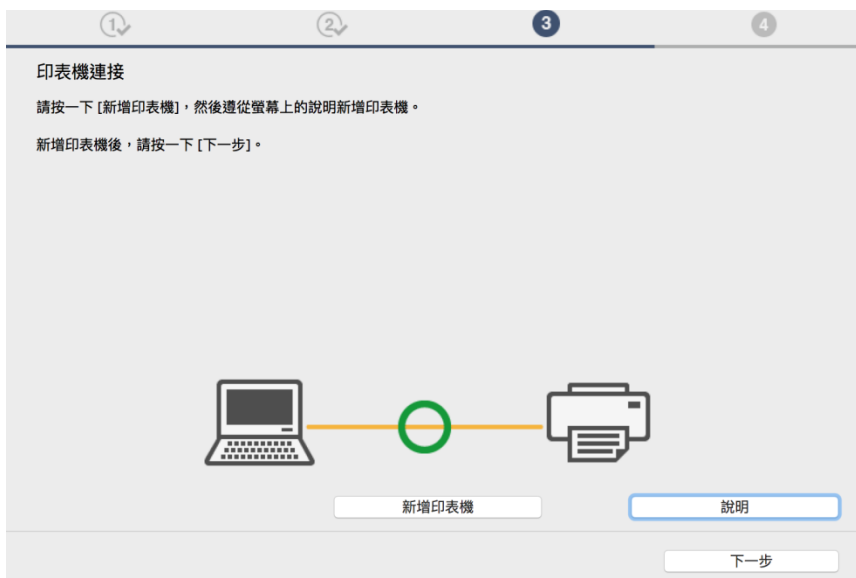 1 2 3 4
印表機連接
請按一下 [新增印表機]，然後遵從螢幕上的說明新增印表機。
新增印表機後，請按一下 [下一步]。
新增印表機 說明
下一步